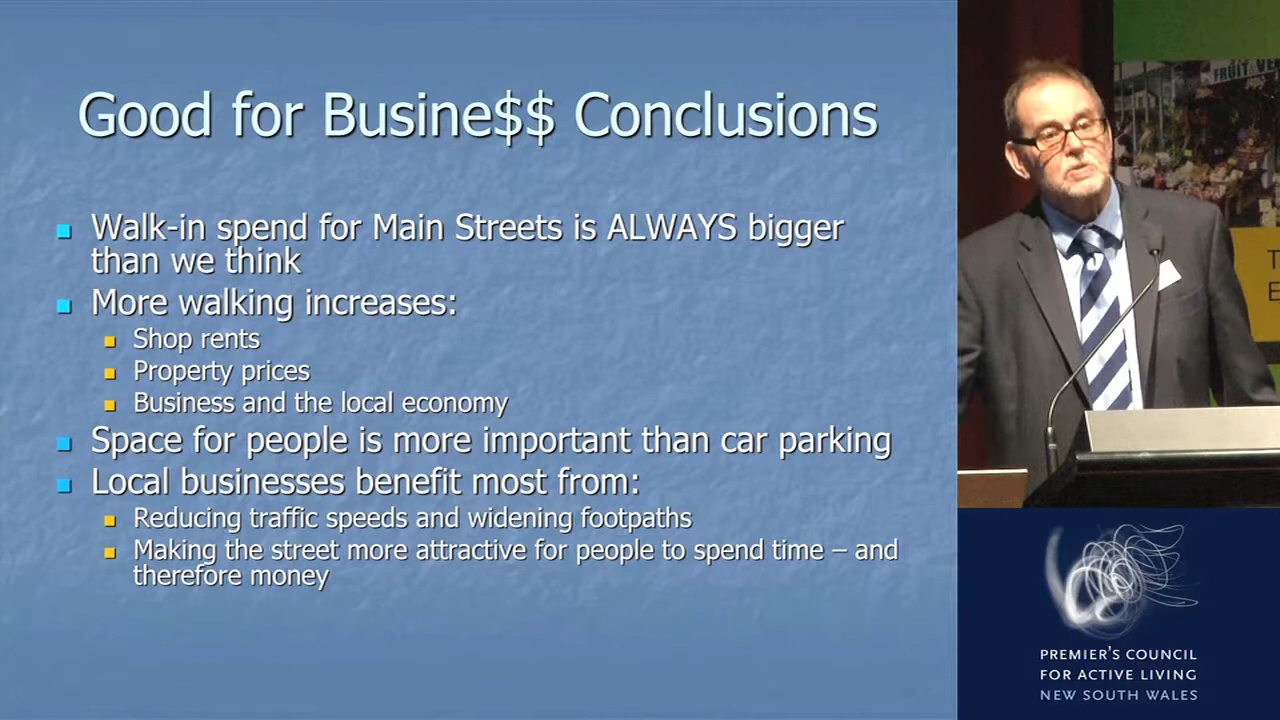 Good for Busine$$ Conclusions
Walk-in spend for Main Streets is ALWAYS bigger
than we think
More walking increases:
Shop rents
Property prices
Business and the local economy
Space for people is more important than car parking
Local businesses benefit most from:
Reducing traffic speeds and widening footpaths
Making the street more attractive for people to spend time – and
therefore money
FRUIT
PREMIER'S COUNCIL
FOR ACTIVE LIVING
NEW SOUTH WALES